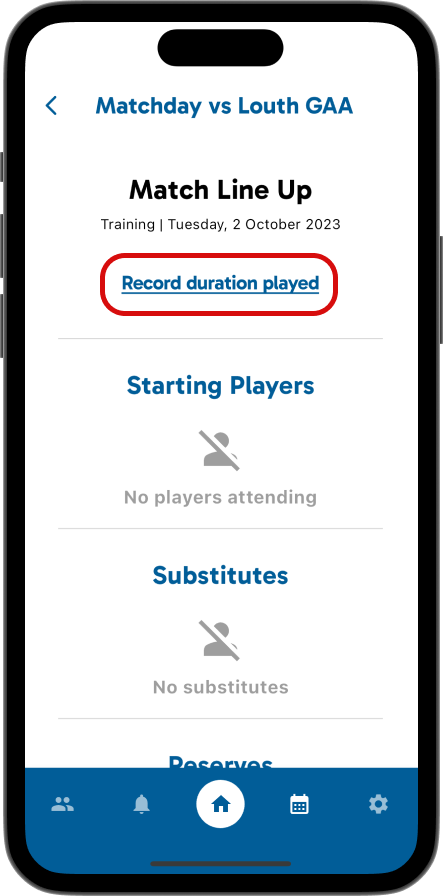 Matchday vs Louth GAA
Match Line Up
Training | Tuesday, 2 October 2023
Record duration played
Starting Players
No players attending
Substitutes
No substitutes
Reserves